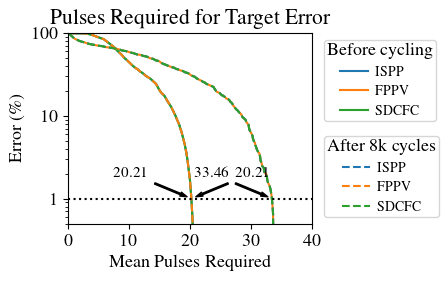 Pulses Required for Target Error
Before cycling
ISPP
FPPV
SDCFC
After 8k cycles
ISPP
FPPV
SDCFC
Error (%)
100
10
1
20.21 33.46 20.21
0 10 20 30 40
Mean Pulses Required